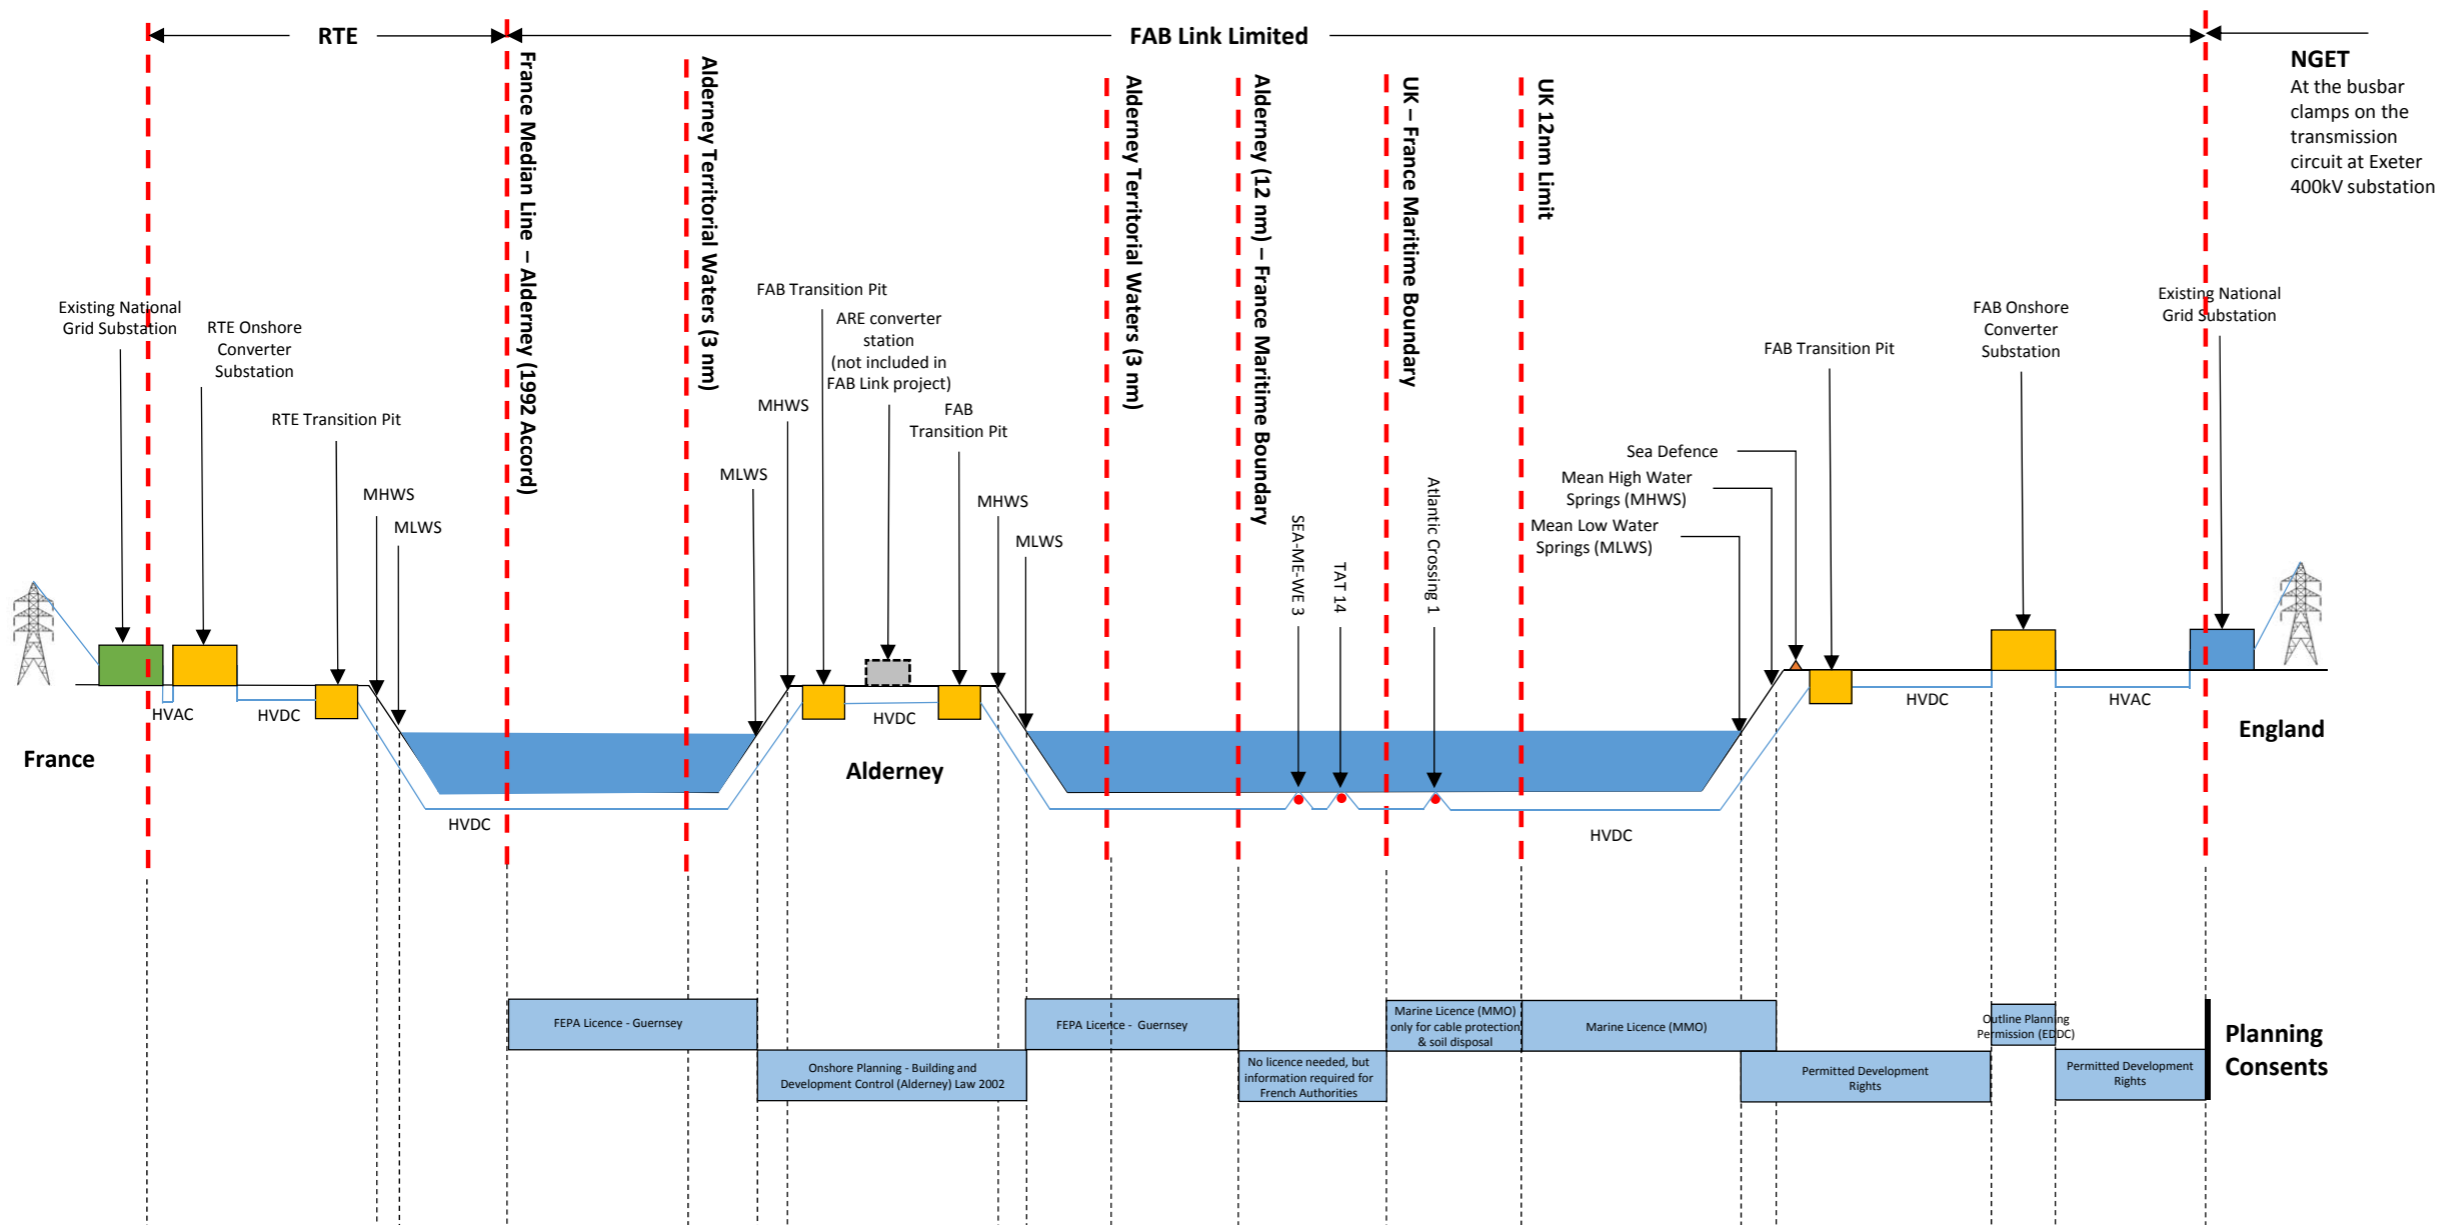 RTE
FAB Link Limited
NGET
At the busbar
clamps on the
transmission
circuit at Exeter
400kV substation
France Median Line – Alderney (1992 Accord)
Alderney Territorial Waters (3 nm)
Alderney Territorial Waters (3 nm)
Alderney (12 nm) – France Maritime Boundary
UK – France Maritime Boundary
UK 12nm Limit
Existing National
Grid Substation
RTE Onshore
Converter
Substation
RTE Transition Pit
MHWS
MLWS
MLWS
MHWS
FAB Transition Pit
ARE converter
station
(not included in
FAB Link project)
FAB
Transition Pit
MHWS
MLWS
SEA-ME-WE 3
TAT 14
Atlantic Crossing 1
Sea Defence
Mean High Water
Springs (MHWS)
Mean Low Water
Springs (MLWS)
FAB Transition Pit
FAB Onshore
Converter
Substation
Existing National
Grid Substation
HVAC
HVDC
HVDC
HVDC
HVDC
HVDC
HVAC
France
Alderney
England
FEPA Licence - Guernsey
Onshore Planning - Building and
Development Control (Alderney) Law 2002
FEPA Licence - Guernsey
No licence needed, but
information required for
French Authorities
Marine Licence (MMO)
only for cable protection
& soil disposal
Marine Licence (MMO)
Permitted Development
Rights
Outline Planning
Permission (EDDC)
Permitted Development
Rights
Planning
Consents